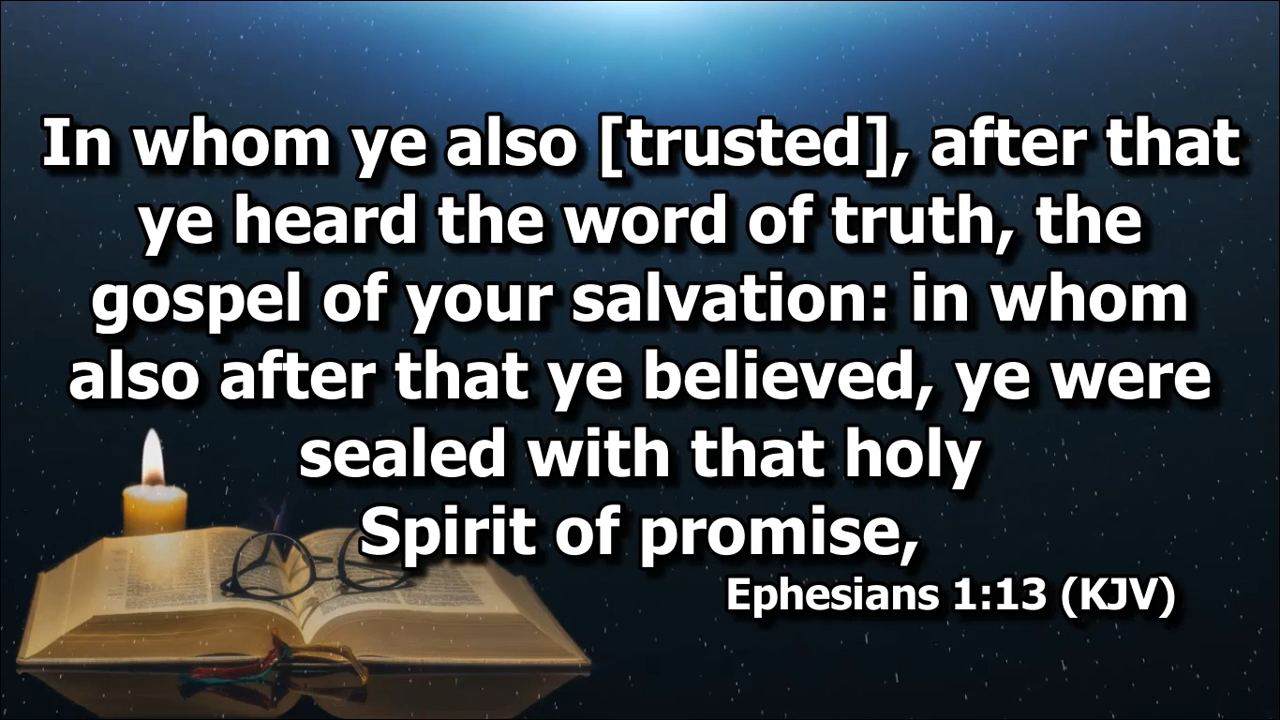 In whom ye also [trusted], after that
ye heard the word of truth, the
gospel of your salvation: in whom
also after that ye believed, ye were
sealed with that holy
Spirit of promise,
Ephesians 1:13 (KJV)